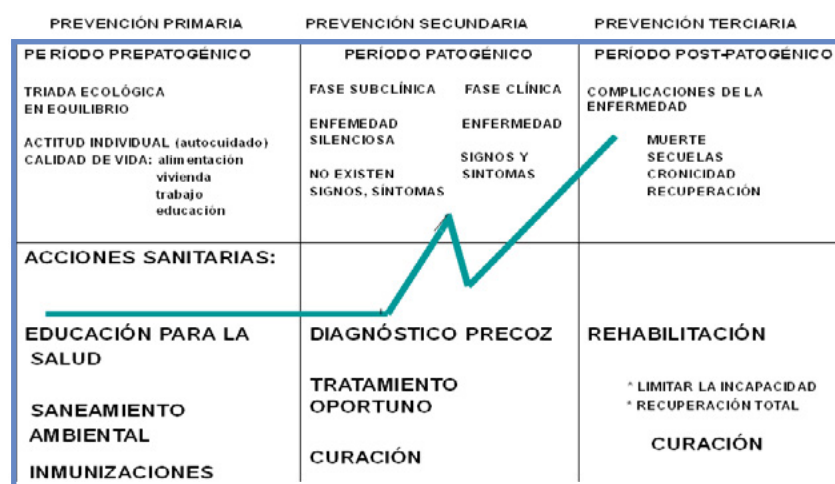 PREVENCIÓN PRIMARIA
PREVENCIÓN SECUNDARIA
PREVENCIÓN TERCIARIA
PERÍODO PREPATOGÉNICO
TRIADA ECOLÓGICA
EN EQUILIBRIO
ACTITUD INDIVIDUAL (autocuidado)
CALIDAD DE VIDA: alimentación
vivienda
trabajo
educación
PERÍODO PATOGÉNICO
FASE SUBCLÍNICA
ENFEMEDAD
SILENCIOSA
NO EXISTEN
SIGNOS, SÍNTOMAS
FASE CLÍNICA
ENFERMEDAD
SIGNOS Y
SINTOMAS
PERÍODO POST-PATOGÉNICO
COMPLICACIONES DE LA
ENFERMEDAD
MUERTE
SECUELAS
CRONICIDAD
RECUPERACIÓN
ACCIONES SANITARIAS:
EDUCACIÓN PARA LA
SALUD
SANEAMIENTO
AMBIENTAL
INMUNIZACIONES
DIAGNÓSTICO PRECOZ
TRATAMIENTO
OPORTUNO
CURACIÓN
REHABILITACIÓN
* LIMITAR LA INCAPACIDAD
* RECUPERACIÓN TOTAL
CURACIÓN